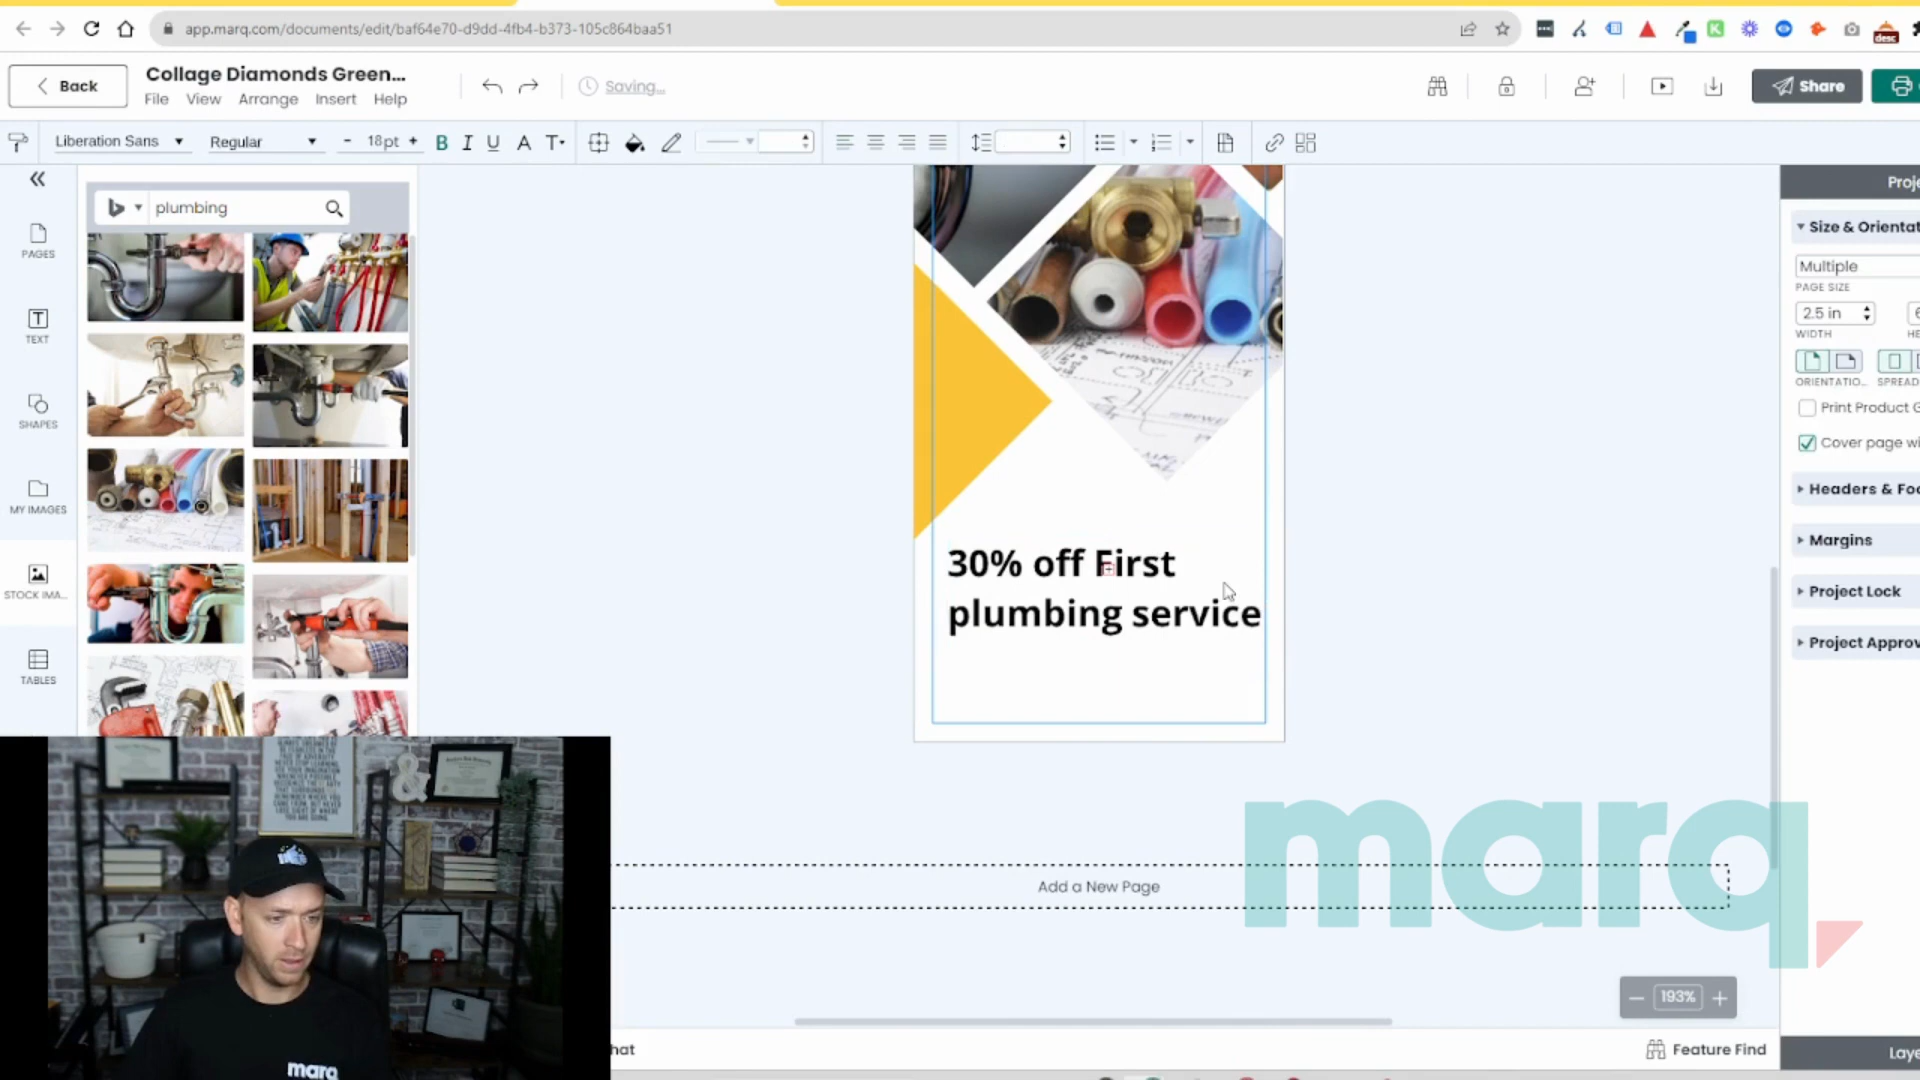 app.marq.com/documents/edit/baf64e70-d9dd-4fb4-b373-105c864baa51
desc
Back
Collage Diamonds Green...
File View Arrange Insert Help
Saving...
Share
Liberation Sans
Regular
- 18pt +
B I U A T
plumbing
PAGES
TEXT
SHAPES
MY IMAGES
STOCK IMA...
TABLES
30% off First
plumbing service
Add a New Page
Size & Orientat
Multiple
PAGE SIZE
2.5 in
WIDTH
HE
ORIENTATIO...
SPREAD
Print Product G
Cover page wi
Headers & Foo
Margins
Project Lock
Project Approv
Proje
marq
193%
hat
Feature Find
Laye
&
marq